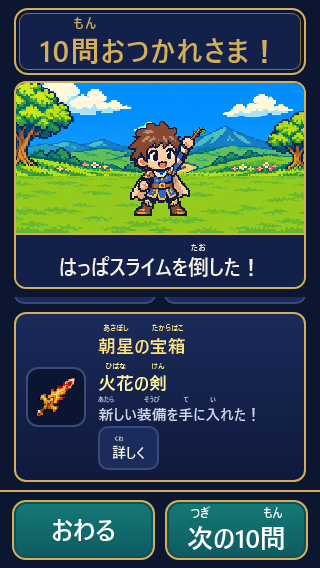 10問おつかれさま！
もん
はっぱスライムを倒した！
たお
朝星の宝箱
あさぼし たからばこ
火花の剣
ひばな けん
新しい装備を手に入れた！
あたら そうび て い
詳しく
くわ
おわる
次の10問
つぎ もん